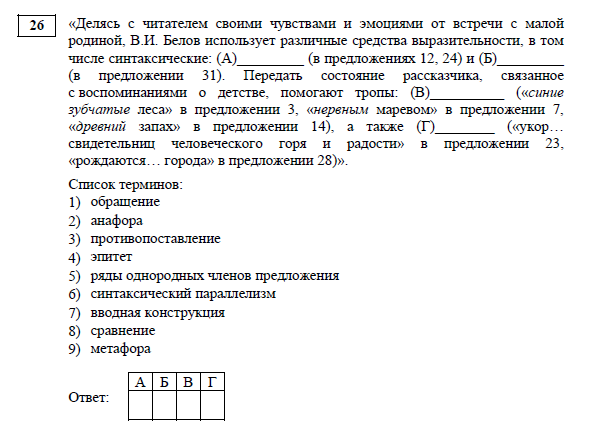 26
«Делясь с читателем своими чувствами и эмоциями от встречи с малой
родиной, В.И. Белов использует различные средства выразительности, в том
числе синтаксические: (А)_________ (в предложениях 12, 24) и (Б)_________
(в предложении 31). Передать состояние рассказчика, связанное
с воспоминаниями о детстве, помогают тропы: (В)__________ («синие
зубчатые леса» в предложении 3, «нервным маревом» в предложении 7,
«древний запах» в предложении 14), а также (Г)________ («укор…
свидетельниц человеческого горя и радости» в предложении 23,
«рождаются… города» в предложении 28)».
Список терминов:
1) обращение
2) анафора
3) противопоставление
4) эпитет
5) ряды однородных членов предложения
6) синтаксический параллелизм
7) вводная конструкция
8) сравнение
9) метафора
А Б В Г
Ответ: